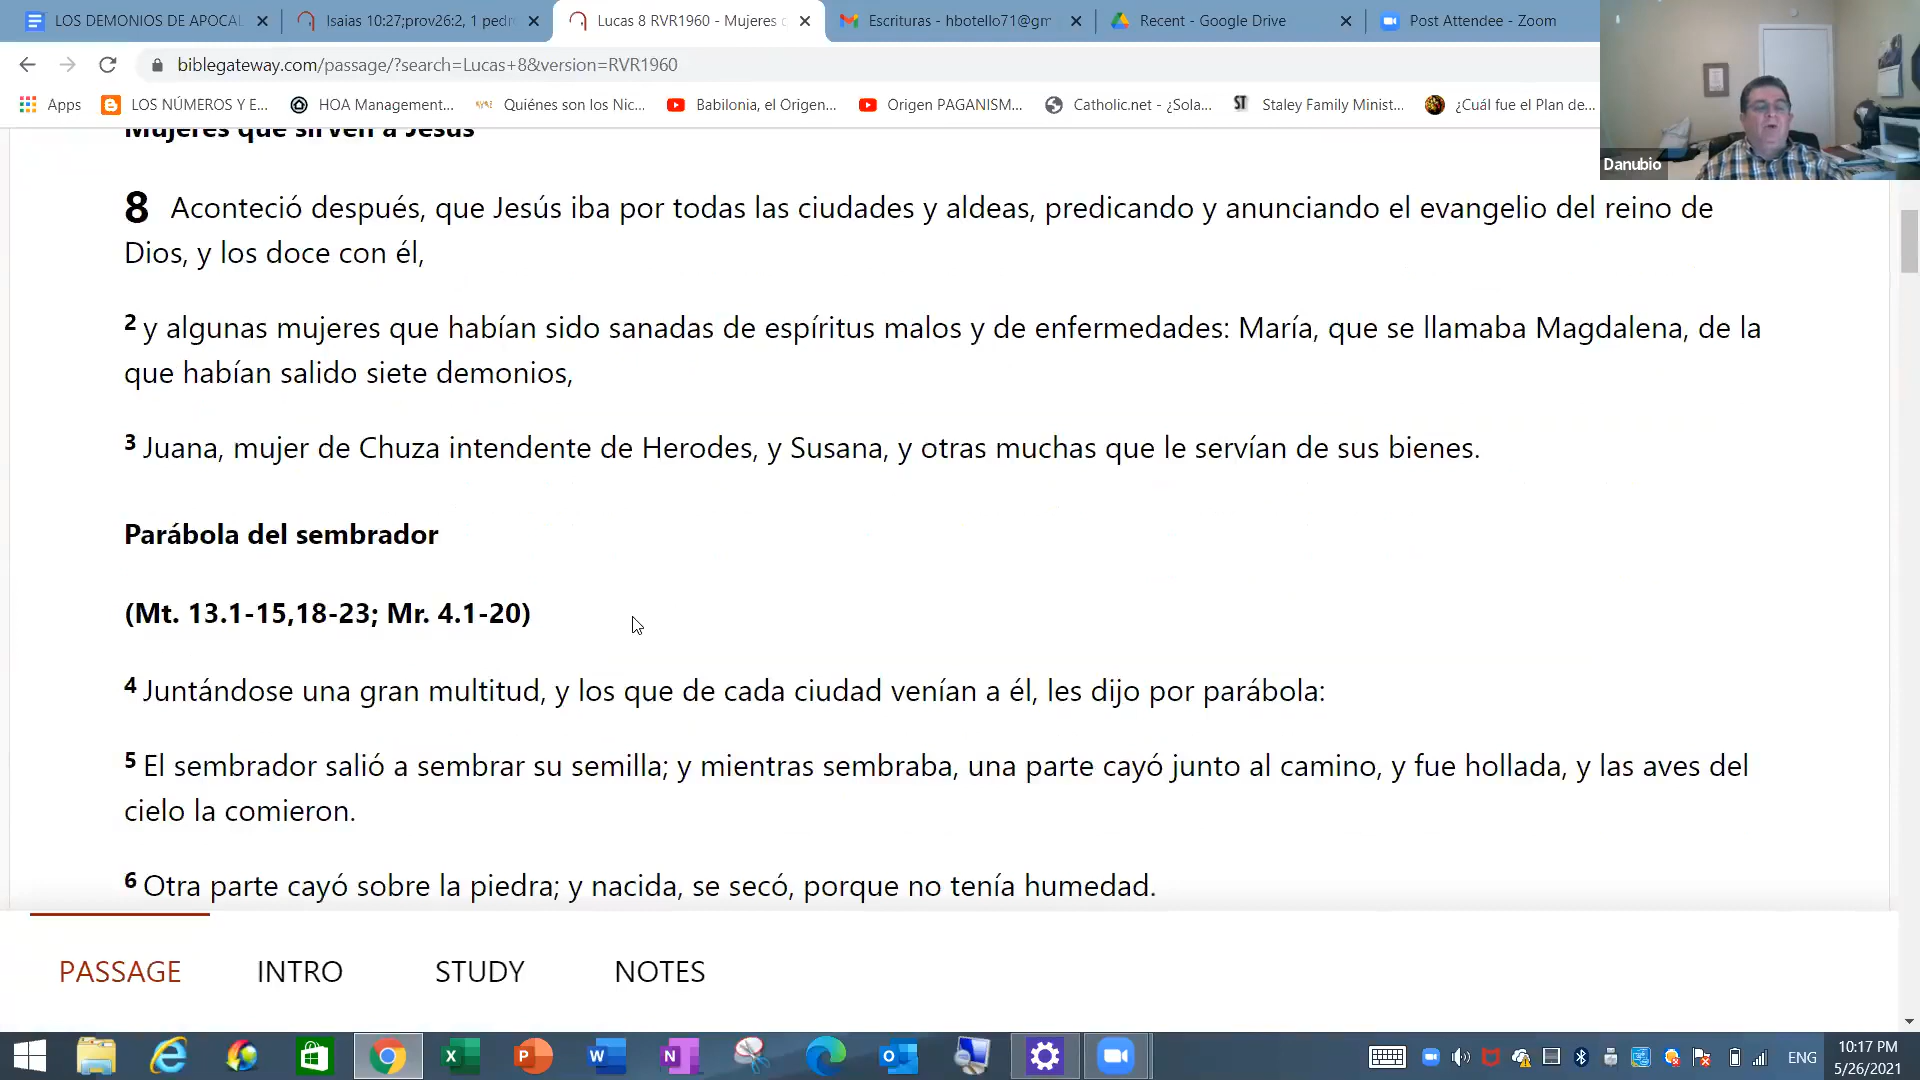 LOS DEMONIOS DE APOCAL
Isaias 10:27;prov26:2, 1 ped
Lucas 8 RVR1960 - Mujeres
Escrituras - hbotello71@gm
Recent - Google Drive
Post Attendee - Zoom
biblegateway.com/passage/?search=Lucas+8&version=RVR1960
Apps
LOS NÚMEROS Y E...
HOA Management...
Quiénes son los Nic...
Babilonia, el Origen...
Origen PAGANISM...
Catholic.net - ¿Sola...
ST
Staley Family Minist...
¿Cuál fue el Plan de...
Danubio
Mujeres que sirven a Jesús
8 Aconteció después, que Jesús iba por todas las ciudades y aldeas, predicando y anunciando el evangelio del reino de
Dios, y los doce con él,
2 y algunas mujeres que habían sido sanadas de espíritus malos y de enfermedades: María, que se llamaba Magdalena, de la
que habían salido siete demonios,
3 Juana, mujer de Chuza intendente de Herodes, y Susana, y otras muchas que le servían de sus bienes.
Parábola del sembrador
(Mt. 13.1-15,18-23; Mr. 4.1-20)
4 Juntándose una gran multitud, y los que de cada ciudad venían a él, les dijo por parábola:
5 El sembrador salió a sembrar su semilla; y mientras sembraba, una parte cayó junto al camino, y fue hollada, y las aves del
cielo la comieron.
6 Otra parte cayó sobre la piedra; y nacida, se secó, porque no tenía humedad.
PASSAGE
INTRO
STUDY
NOTES
ENG
10:17 PM
5/26/2021